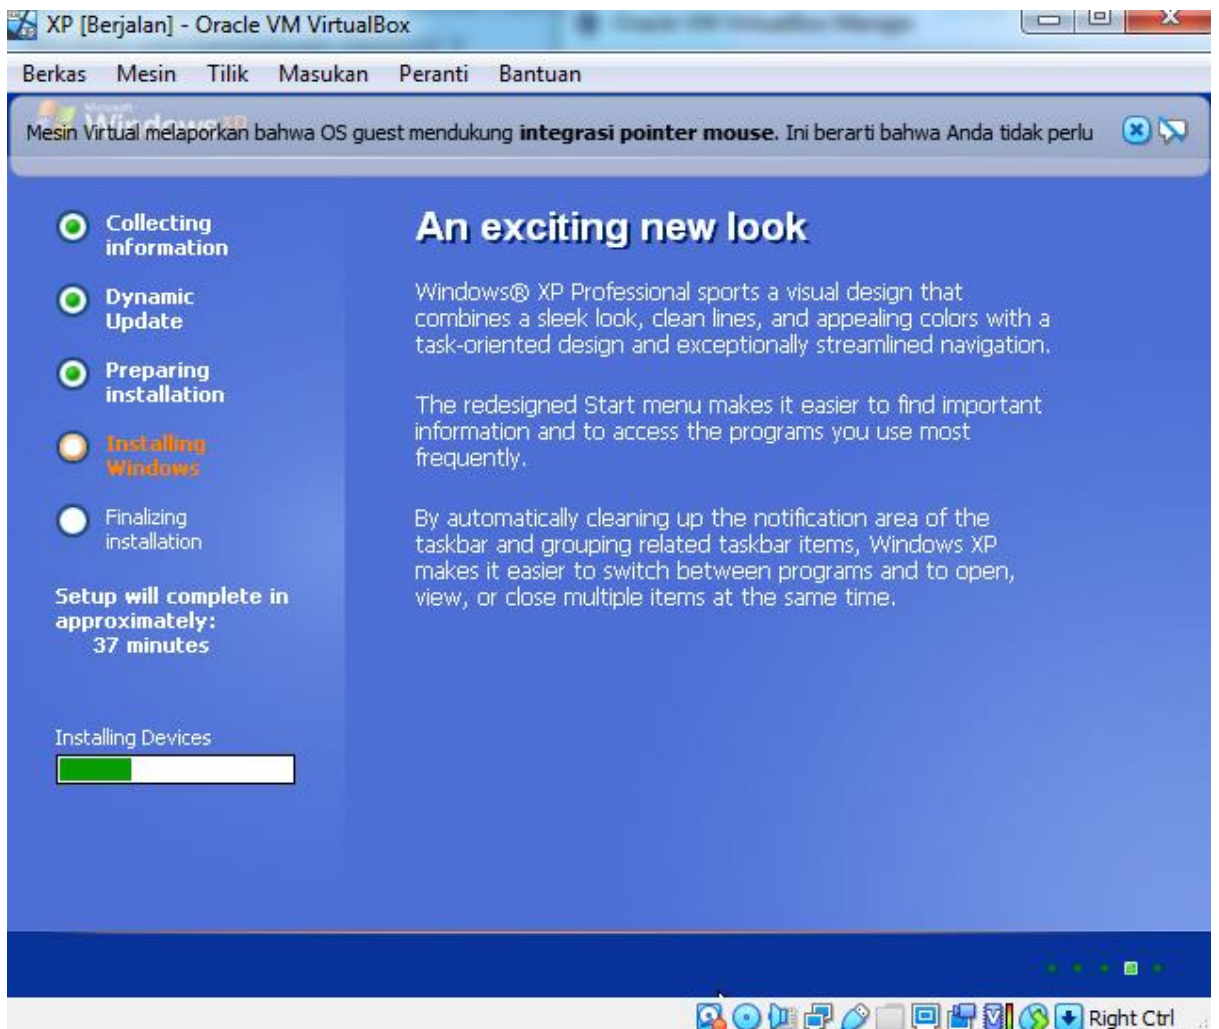 XP [Berjalan] - Oracle VM VirtualBox
Berkas Mesin Tilik Masukan Peranti Bantuan
Mesin Virtual melaporkan bahwa OS guest mendukung integrasi pointer mouse. Ini berarti bahwa Anda tidak perlu
Collecting
information
Dynamic
Update
Preparing
installation
Installing
Windows
Finalizing
installation
Setup will complete in
approximately:
37 minutes
Installing Devices
An exciting new look
Windows® XP Professional sports a visual design that
combines a sleek look, clean lines, and appealing colors with a
task-oriented design and exceptionally streamlined navigation.
The redesigned Start menu makes it easier to find important
information and to access the programs you use most
frequently.
By automatically cleaning up the notification area of the
taskbar and grouping related taskbar items, Windows XP
makes it easier to switch between programs and to open,
view, or close multiple items at the same time.
Right Ctrl